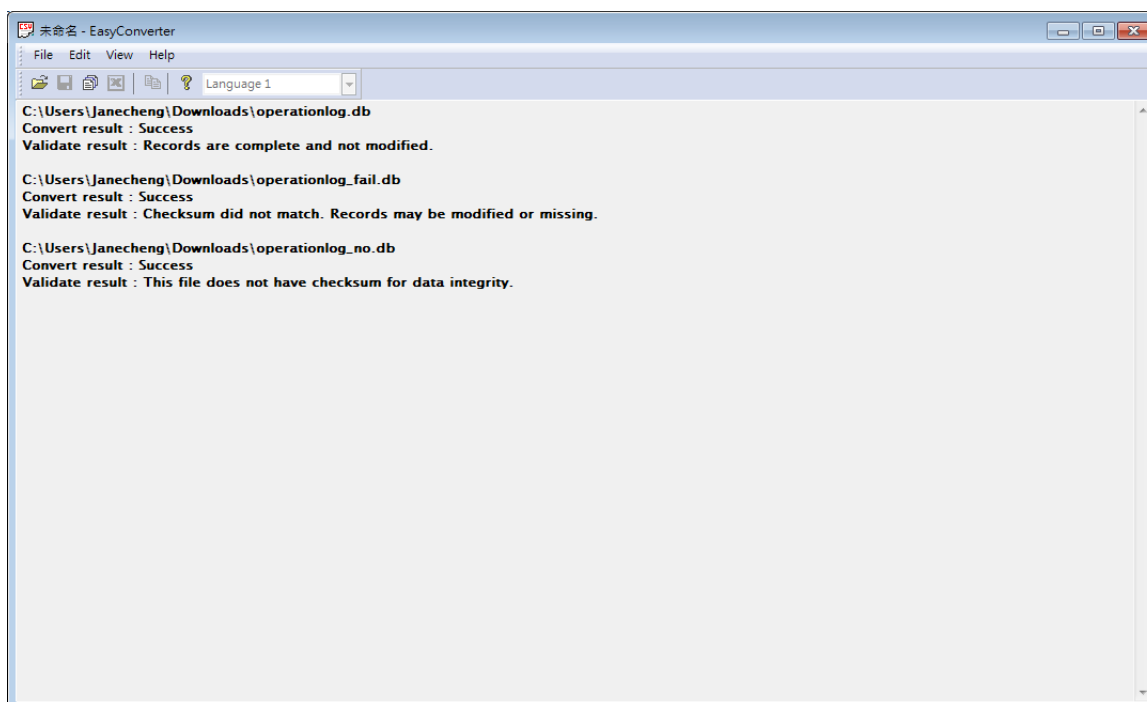 未命名 - EasyConverter
File Edit View Help
Language 1
C:\Users\Janecheng\Downloads\operationlog.db
Convert result : Success
Validate result : Records are complete and not modified.
C:\Users\Janecheng\Downloads\operationlog_fail.db
Convert result : Success
Validate result : Checksum did not match. Records may be modified or missing.
C:\Users\Janecheng\Downloads\operationlog_no.db
Convert result : Success
Validate result : This file does not have checksum for data integrity.